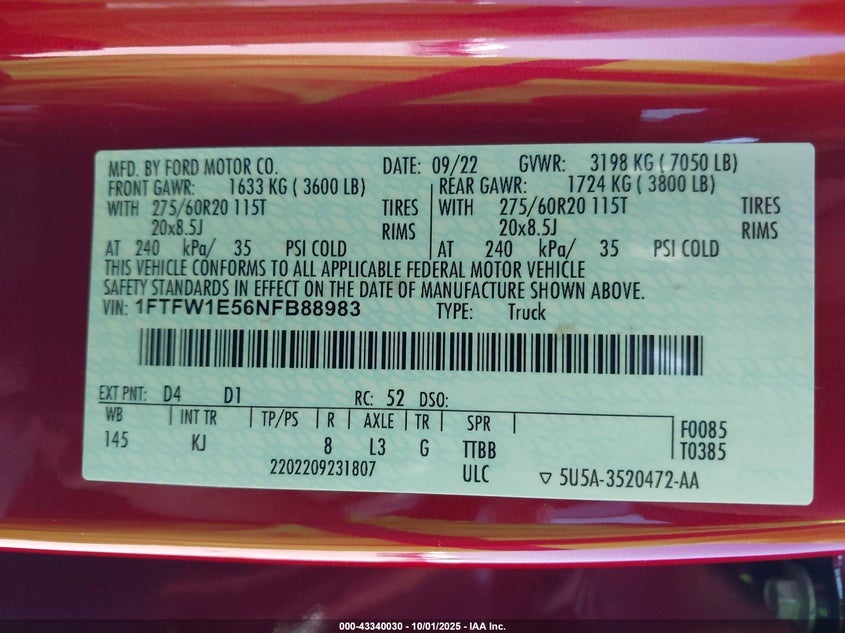 MFD. BY FORD MOTOR CO. DATE: 09/22 GVWR: 3198 KG ( 7050 LB)
FRONT GAWR: 1633 KG ( 3600 LB) REAR GAWR: 1724 KG ( 3800 LB)
WITH 275/60R20 115T TIRES WITH 275/60R20 115T TIRES
20x8.5J RIMS 20x8.5J RIMS
AT 240 kPa/ 35 PSI COLD AT 240 kPa/ 35 PSI COLD
THIS VEHICLE CONFORMS TO ALL APPLICABLE FEDERAL MOTOR VEHICLE
SAFETY STANDARDS IN EFFECT ON THE DATE OF MANUFACTURE SHOWN ABOVE.
VIN: 1FTFW1E56NFB88983 TYPE: Truck
EXT PNT: D4 D1 RC: 52 DSO:
WB INT TR TP/PS R AXLE TR SPR F0085
145 KJ 8 L3 G TTBB T0385
2202209231807 ULC ▽ 5U5A-3520472-AA
000-43340030 - 10/01/2025 - IAA Inc.